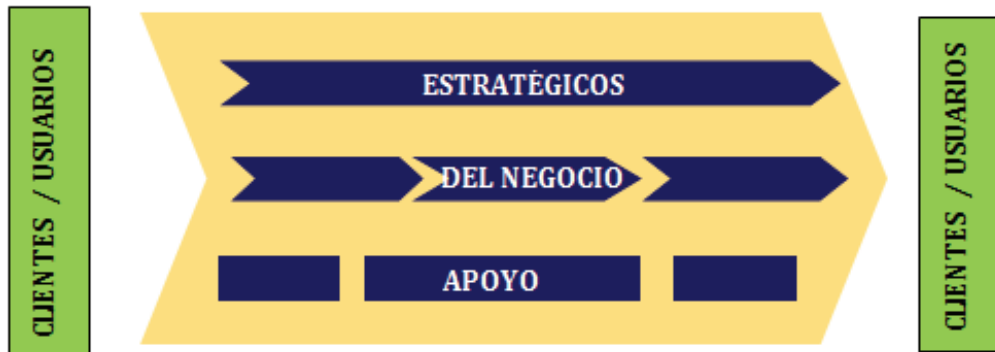 CLIENTES / USUARIOS
ESTRATÉGICOS
DEL NEGOCIO
APOYO
CLIENTES / USUARIOS